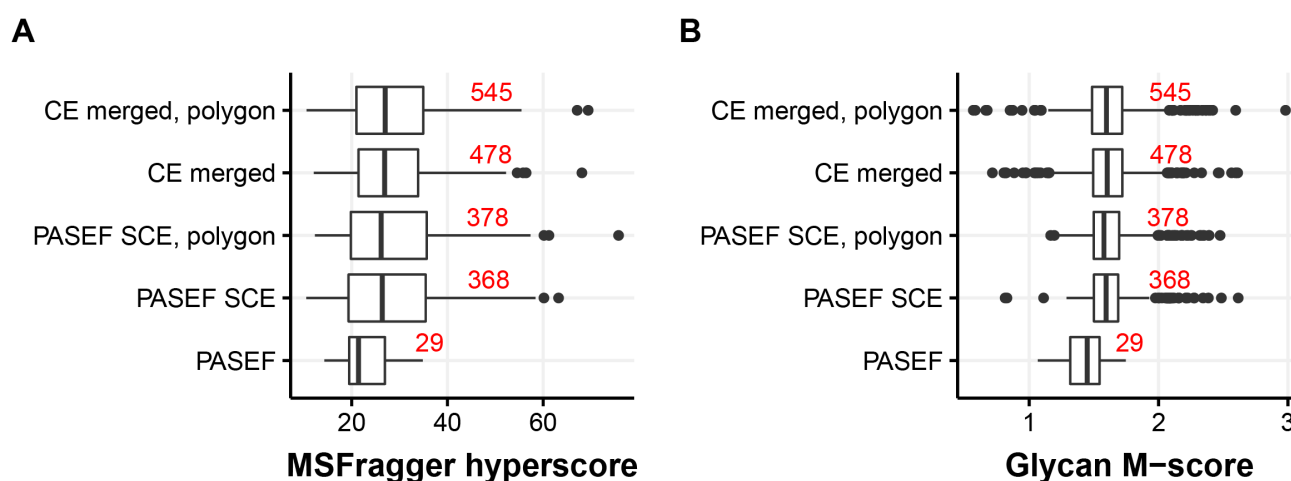 A
CE merged, polygon
545
CE merged
478
PASEF SCE, polygon
378
PASEF SCE
368
PASEF
29
20
40
60
MSFragger hyperscore
B
CE merged, polygon
545
CE merged
478
PASEF SCE, polygon
378
PASEF SCE
368
PASEF
29
1
2
3
Glycan M−score